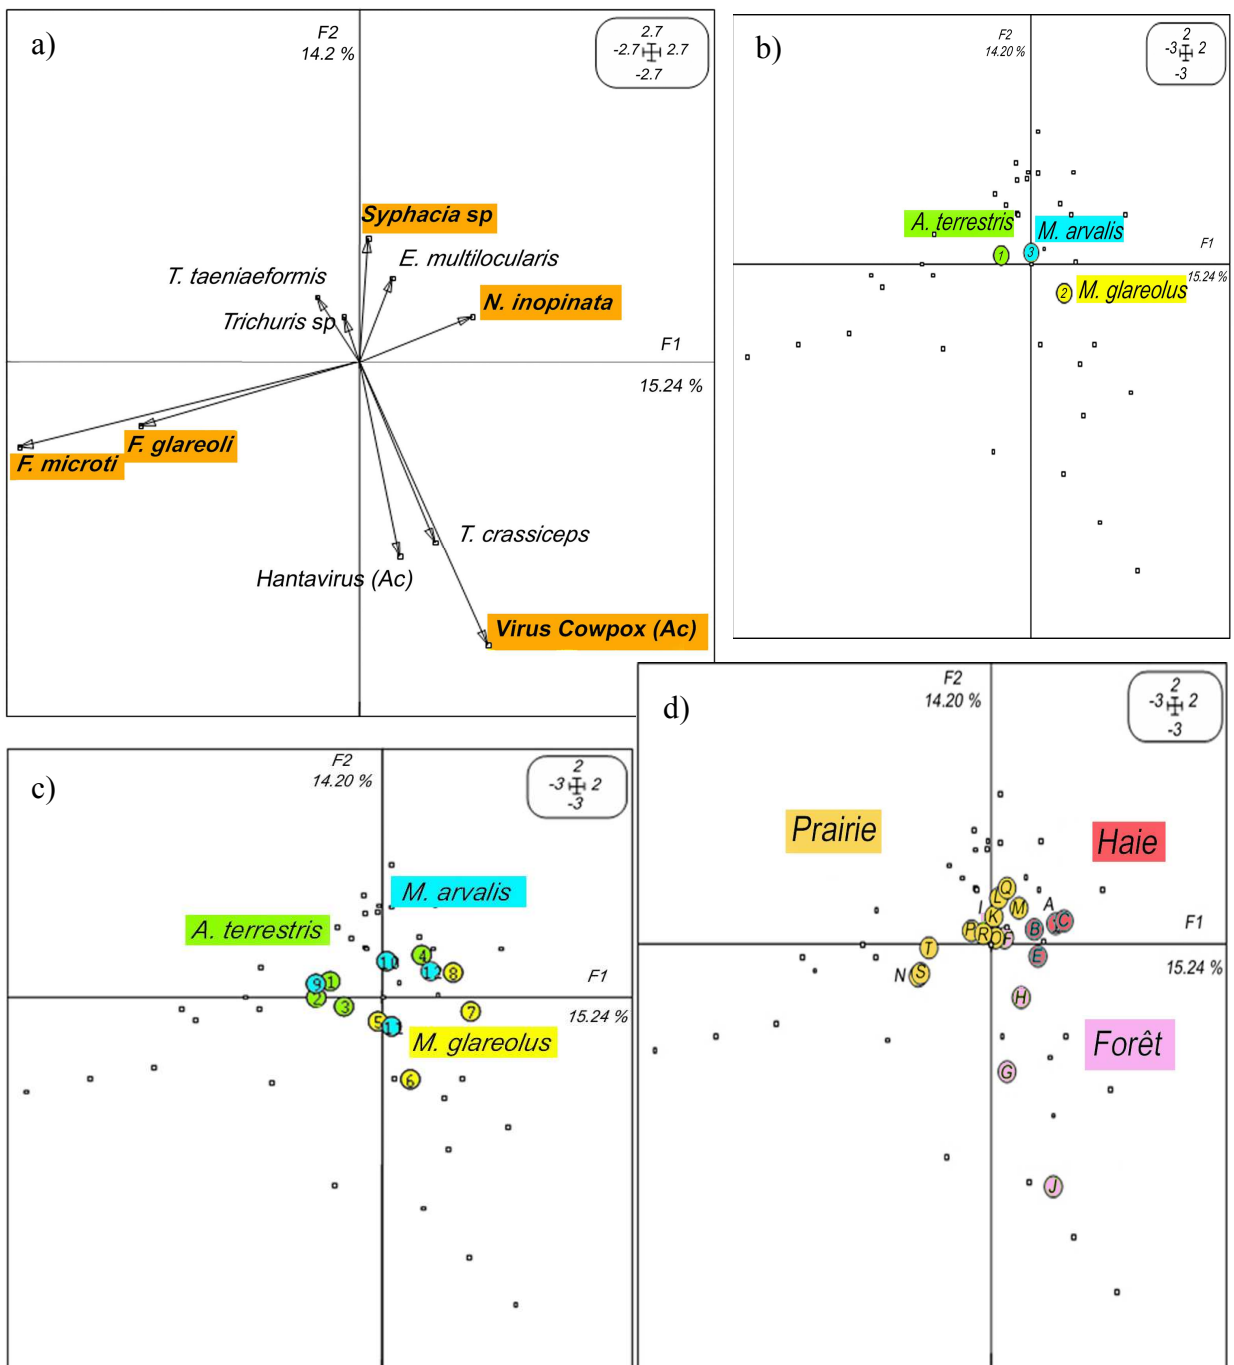 a)
F2
14.2 %
2.7
-2.7 2.7
-2.7
Syphacia sp
E. multilocularis
T. taeniaeformis
N. inopinata
Trichuris sp
F1
15.24 %
F. glareoli
F. microti
T. crassiceps
Hantavirus (Ac)
Virus Cowpox (Ac)
b)
F2
14.20 %
2
-3 2
-3
A. terrestris
M. arvalis
F1
1
3
15.24 %
2
M. glareolus
c)
F2
14.20 %
2
-3 2
-3
M. arvalis
A. terrestris
F1
4
10
12
8
9
1
2
3
7
15.24 %
5
11
M. glareolus
6
d)
F2
14.20 %
2
-3 2
-3
Prairie
Haie
Q
L
I
M
A
K
C
F1
P
R
O
F
B
T
E
15.24 %
N
S
H
Forêt
G
J